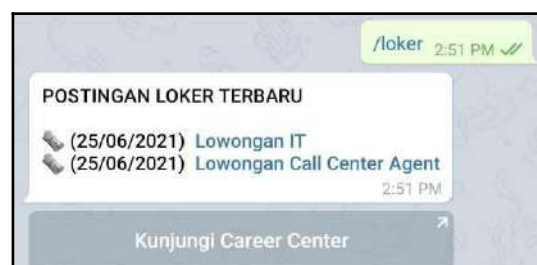 /loker 2:51 PM
POSTINGAN LOKER TERBARU
(25/06/2021) Lowongan IT
(25/06/2021) Lowongan Call Center Agent
2:51 PM
Kunjungi Career Center